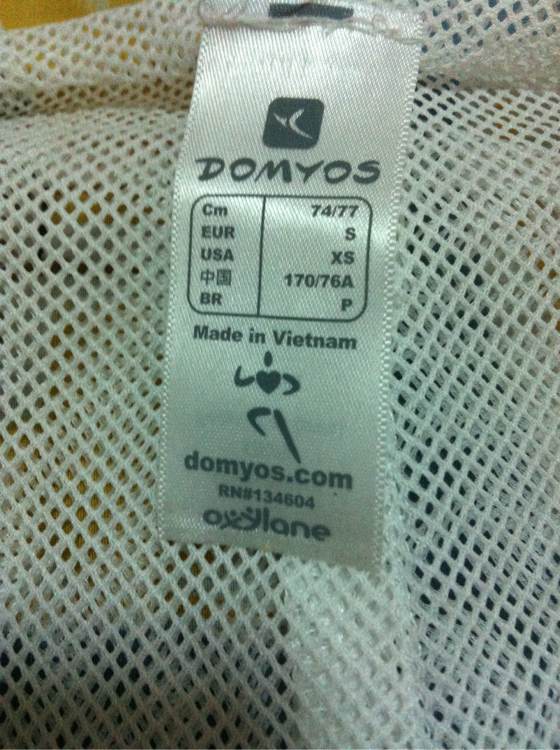 DOMYOS
Cm 74/77
EUR S
USA XS
中国 170/76A
BR P
Made in Vietnam
domyos.com
RN#134604
oxylane